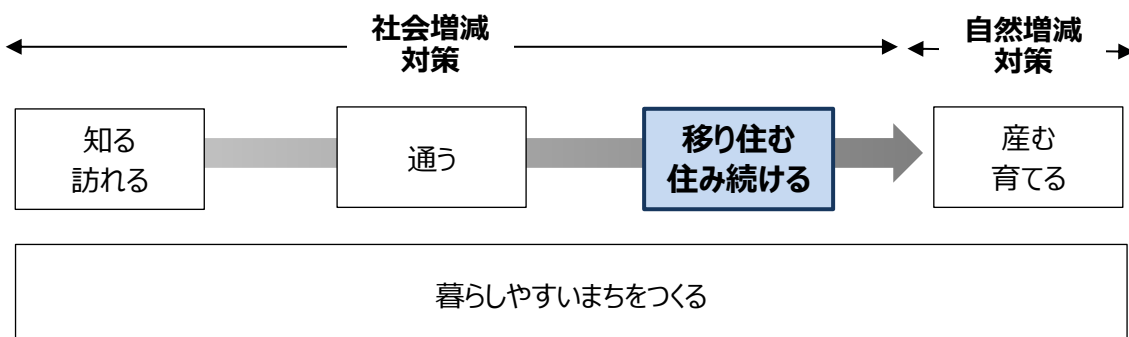 社会増減
対策
自然増減
対策
知る
訪れる
通う
移り住む
住み続ける
産む
育てる
暮らしやすいまちをつくる